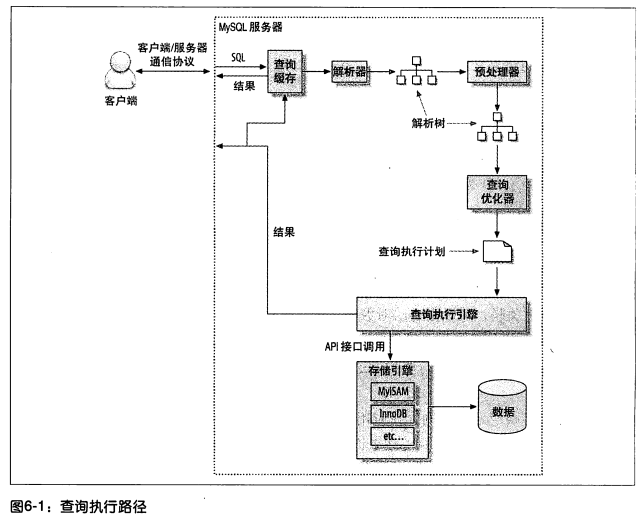 MySQL 服务器
客户端/服务器
通信协议
客户端
SQL
结果
查询
缓存
解析器
预处理器
解析树
查询
优化器
查询执行计划
结果
查询执行引擎
API 接口调用
存储引擎
MyISAM
InnoDB
etc...
数据
图6-1：查询执行路径